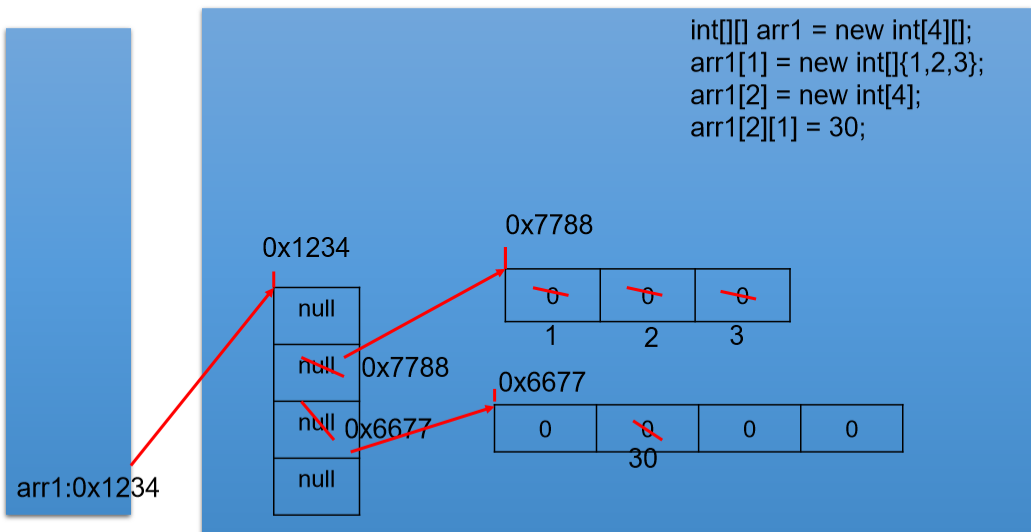 int[][] arr1 = new int[4][];
arr1[1] = new int[]{1,2,3};
arr1[2] = new int[4];
arr1[2][1] = 30;
0x7788
0x1234
0 0 0
null
1 2 3
null 0x7788
0x6677
null 0x6677
0 0 0 0
30
null
arr1:0x1234